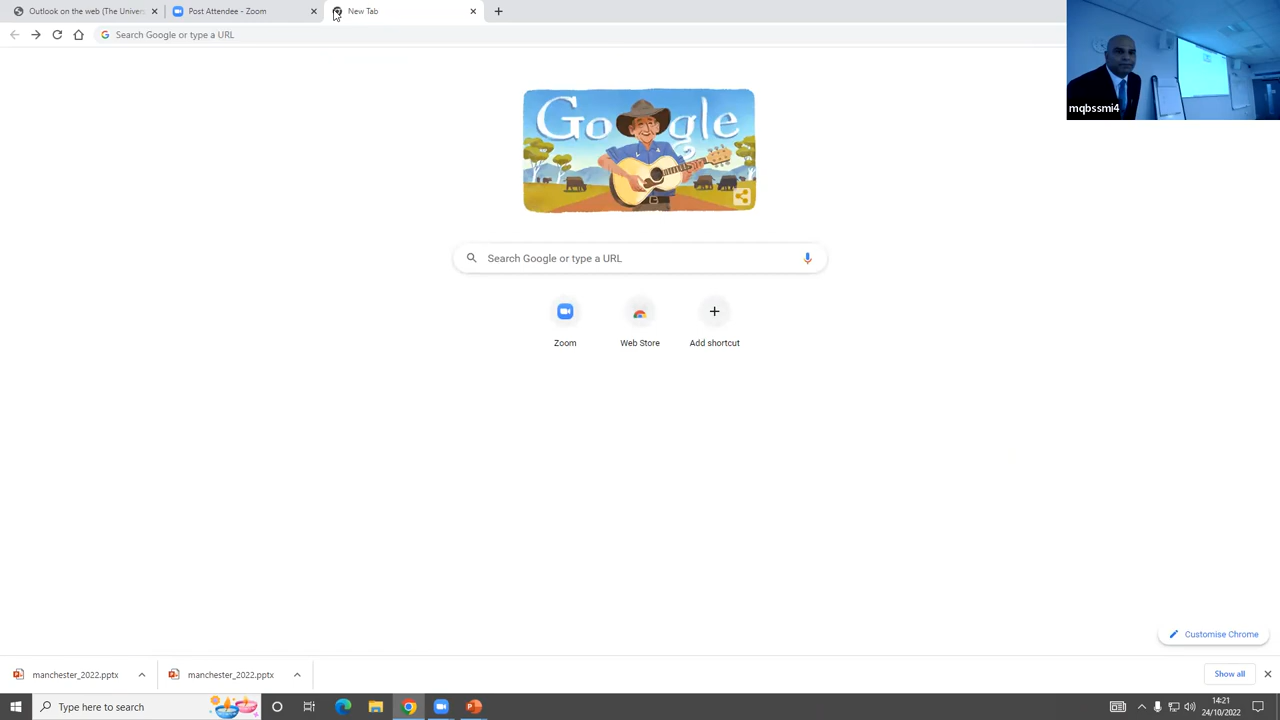 Outlook on the web (The Univer
Post Attendee - Zoom
New Tab
Search Google or type a URL
mqbssmi4
Google
Search Google or type a URL
Zoom
Web Store
Add shortcut
Customise Chrome
manchester_2022.pptx
manchester_2022.pptx
Show all
Type here to search
14:21
24/10/2022